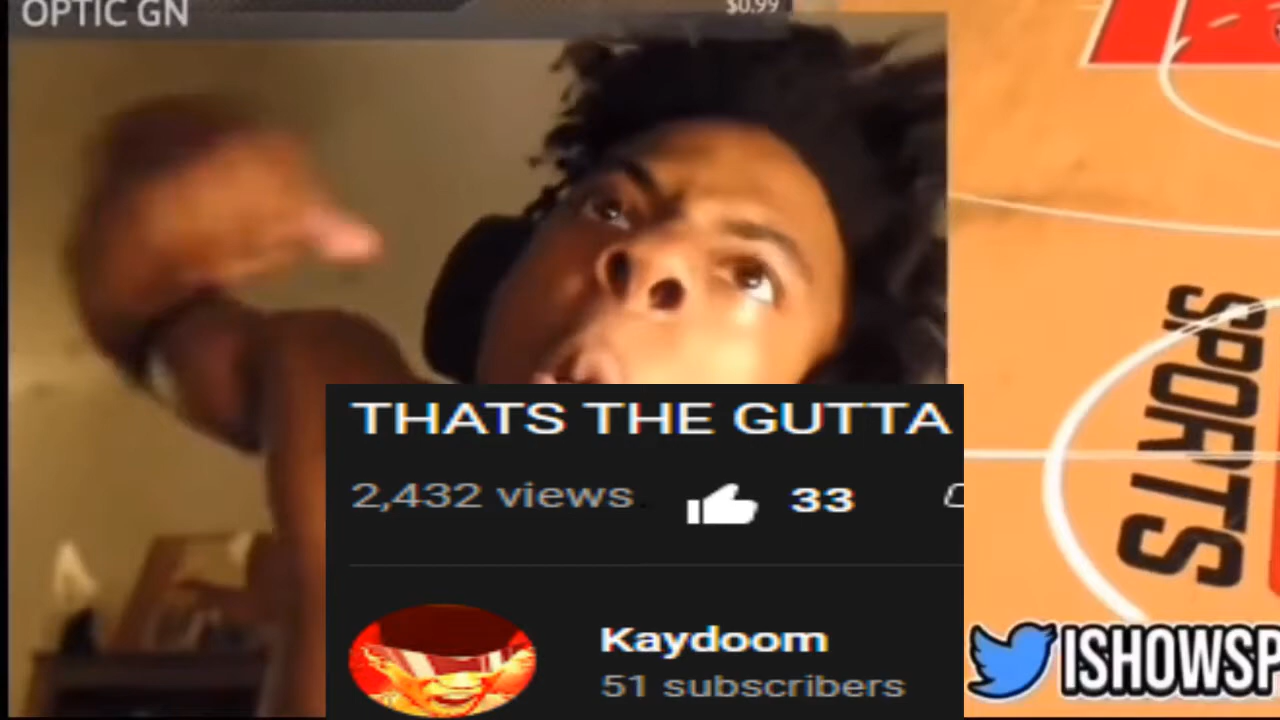 OPTIC GN
$0.99
SPORTS
THATS THE GUTTA
2,432 views
33
Kaydoom
51 subscribers
ISHOWSP